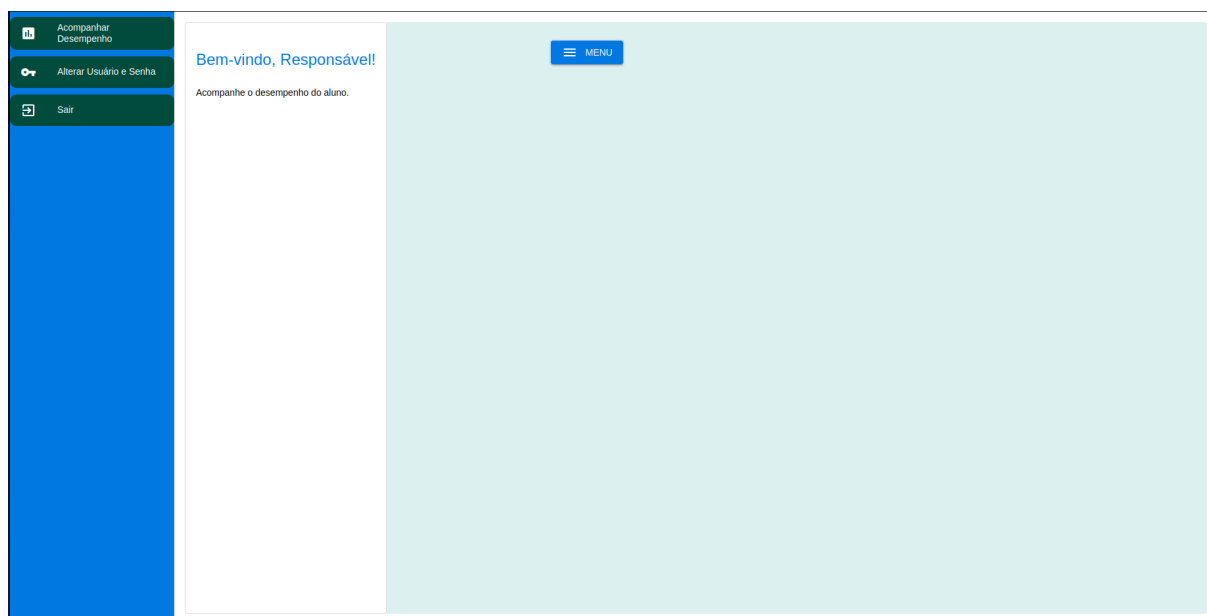 Acompanhar
Desempenho
Alterar Usuário e Senha
Sair
Bem-vindo, Responsável!
Acompanhe o desempenho do aluno.
MENU